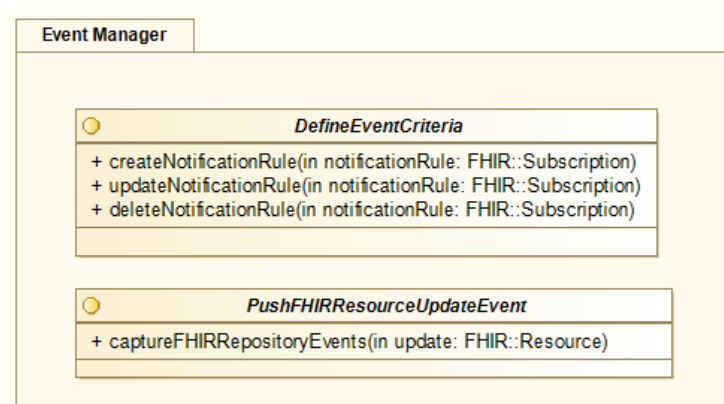 Event Manager
DefineEventCriteria
+ createNotificationRule(in notificationRule: FHIR::Subscription)
+ updateNotificationRule(in notificationRule: FHIR::Subscription)
+ deleteNotificationRule(in notificationRule: FHIR::Subscription)
PushFHIRResourceUpdateEvent
+ captureFHIRRepositoryEvents(in update: FHIR::Resource)